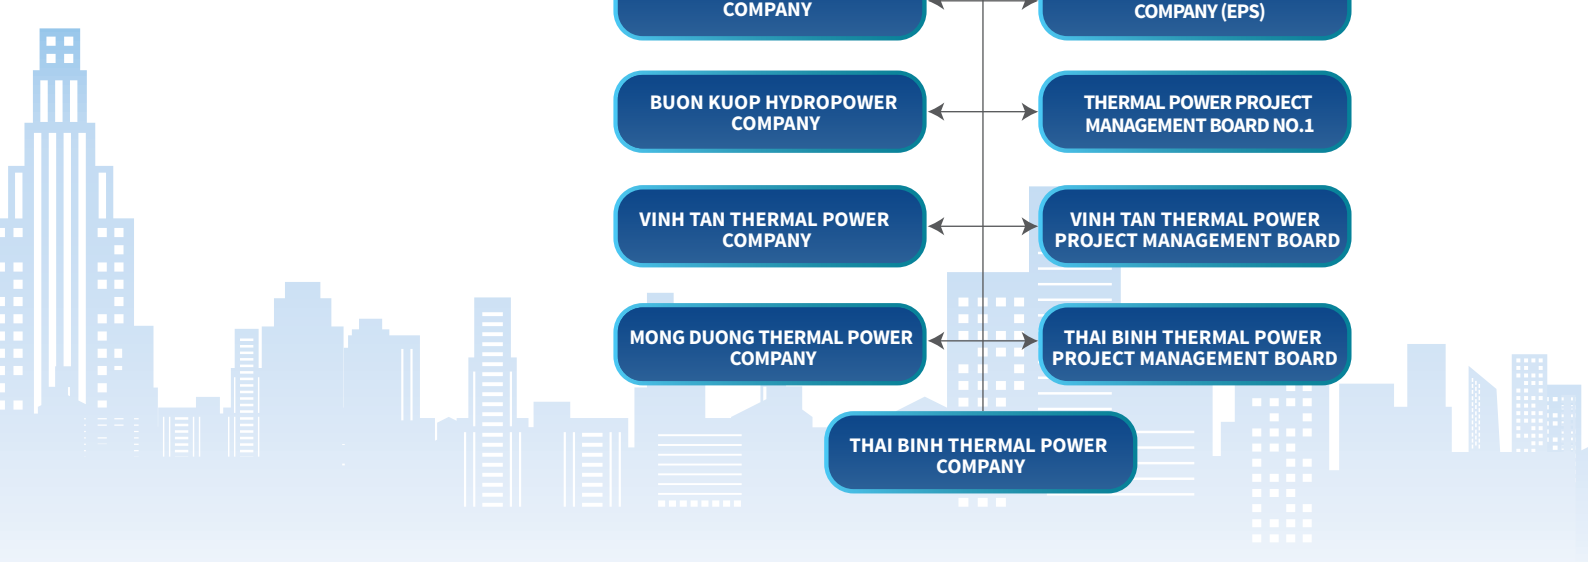 COMPANY
COMPANY (EPS)
BUON KUOP HYDROPOWER
COMPANY
THERMAL POWER PROJECT
MANAGEMENT BOARD NO.1
VINH TAN THERMAL POWER
COMPANY
VINH TAN THERMAL POWER
PROJECT MANAGEMENT BOARD
MONG DUONG THERMAL POWER
COMPANY
THAI BINH THERMAL POWER
PROJECT MANAGEMENT BOARD
THAI BINH THERMAL POWER
COMPANY